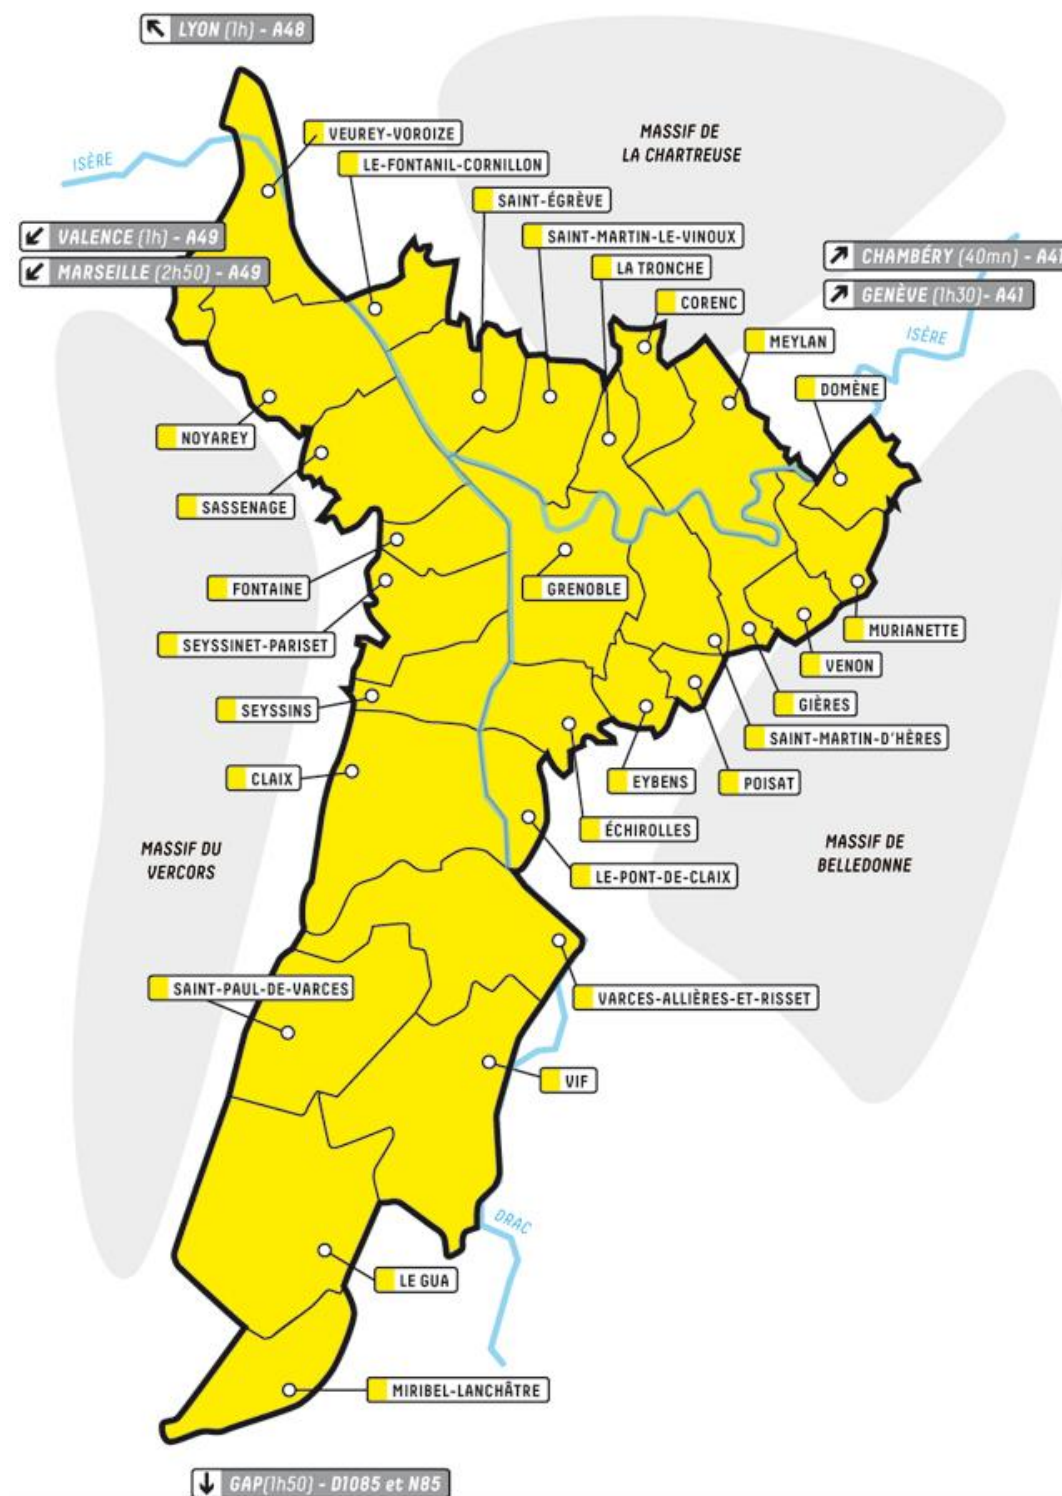 LYON (1h) - A48
VEUREY-VOROIZE
MASSIF DE
LA CHARTREUSE
ISÈRE
LE-FONTANIL-CORNILLON
SAINT-ÉGRÈVE
VALENCE (1h) - A49
SAINT-MARTIN-LE-VINOUX
MARSEILLE (2h50) - A49
LA TRONCHE
CHAMBÉRY (40mn) - A41
GENÈVE (1h30)- A41
CORENC
ISÈRE
MEYLAN
DOMÈNE
NOYAREY
SASSENAGE
FONTAINE
GRENOBLE
MURIANETTE
SEYSSINET-PARISET
VENON
SEYSSINS
GIÈRES
SAINT-MARTIN-D'HÈRES
CLAIX
EYBENS
POISAT
ÉCHIROLLES
MASSIF DU
VERCORS
MASSIF DE
BELLEDONNE
LE-PONT-DE-CLAIX
SAINT-PAUL-DE-VARCES
VARCES-ALLIÈRES-ET-RISSET
VIF
DRAC
LE GUA
MIRIBEL-LANCHÂTRE
GAP(1h50) - D1085 et N85